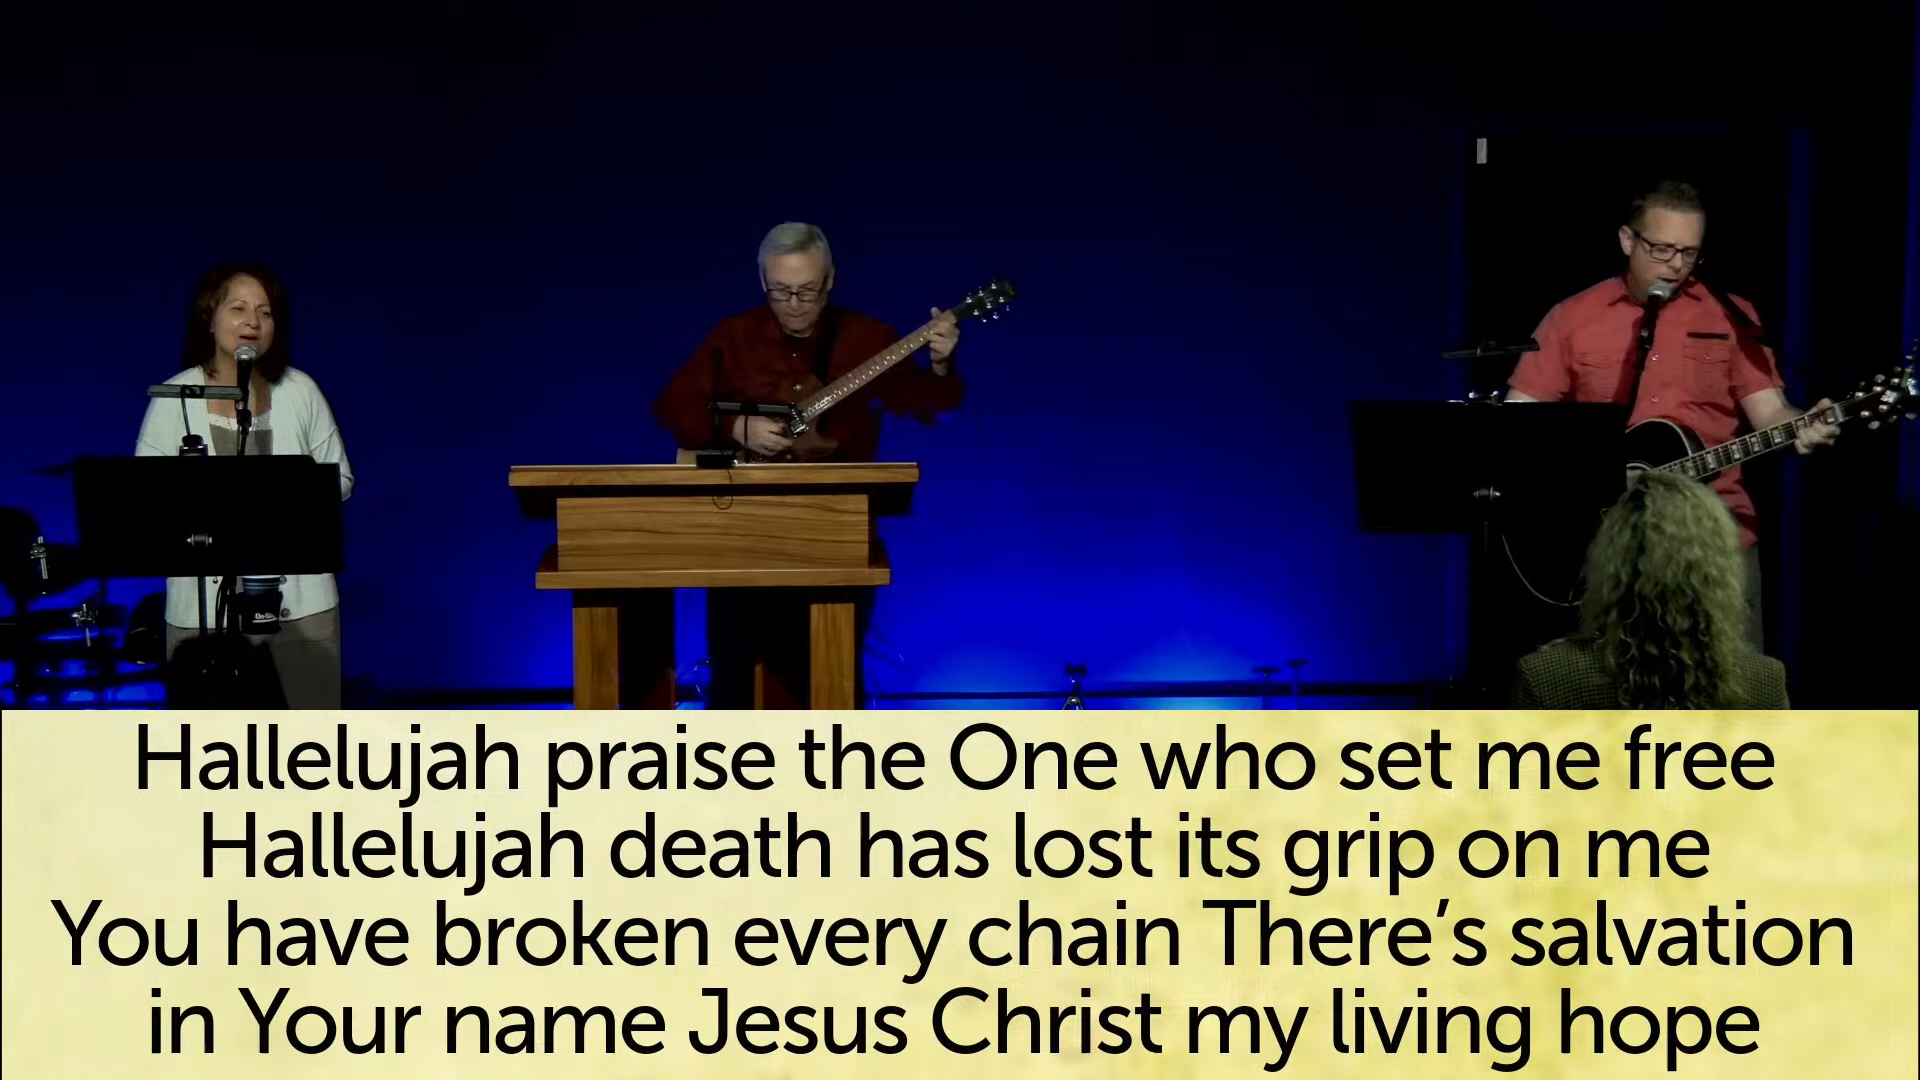 Hallelujah praise the One who set me free
Hallelujah death has lost its grip on me
You have broken every chain There's salvation
in Your name Jesus Christ my living hope